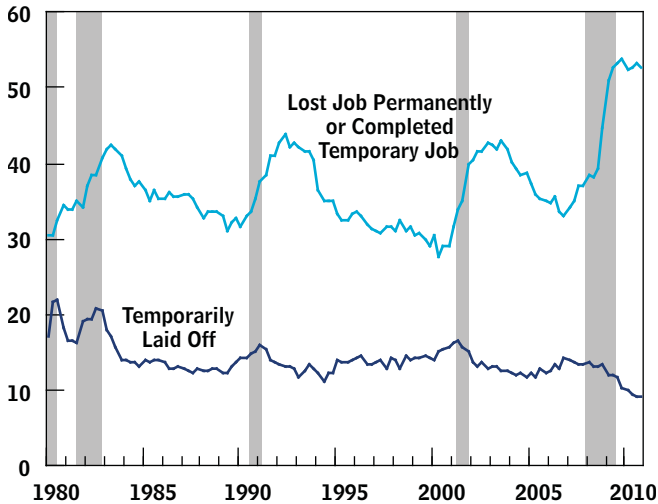 60
50
40
30
20
10
0
Lost Job Permanently
or Completed
Temporary Job
Temporarily
Laid Off
1980 1985 1990 1995 2000 2005 2010